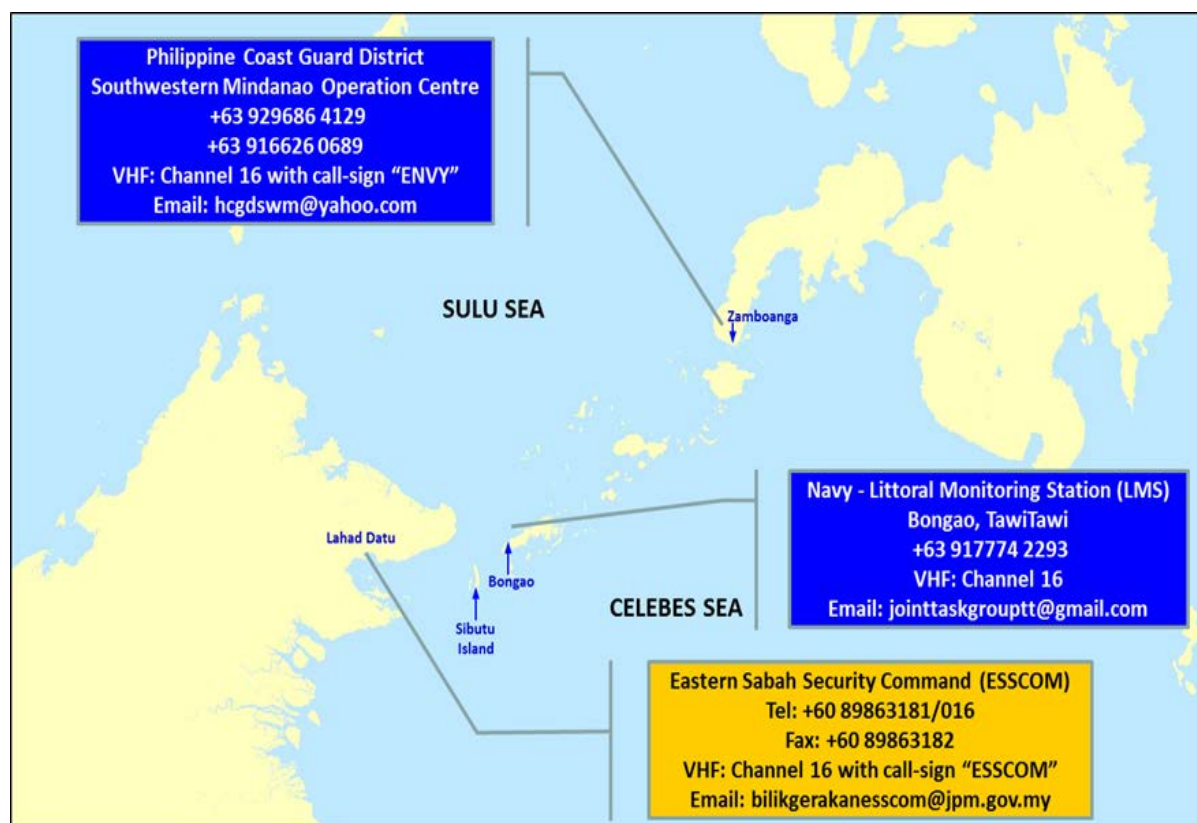 Philippine Coast Guard District
Southwestern Mindanao Operation Centre
+63 929686 4129
+63 916626 0689
VHF: Channel 16 with call-sign “ENVY”
Email: hcgdswm@yahoo.com
SULU SEA
Zamboanga
Navy - Littoral Monitoring Station (LMS)
Bongao, TawiTawi
+63 917774 2293
VHF: Channel 16
Email: jointtaskgrouptt@gmail.com
Lahad Datu
Bongao
CELEBES SEA
Sibutu
Island
Eastern Sabah Security Command (ESSCOM)
Tel: +60 89863181/016
Fax: +60 89863182
VHF: Channel 16 with call-sign “ESSCOM”
Email: bilikgerakanesscom@jpm.gov.my